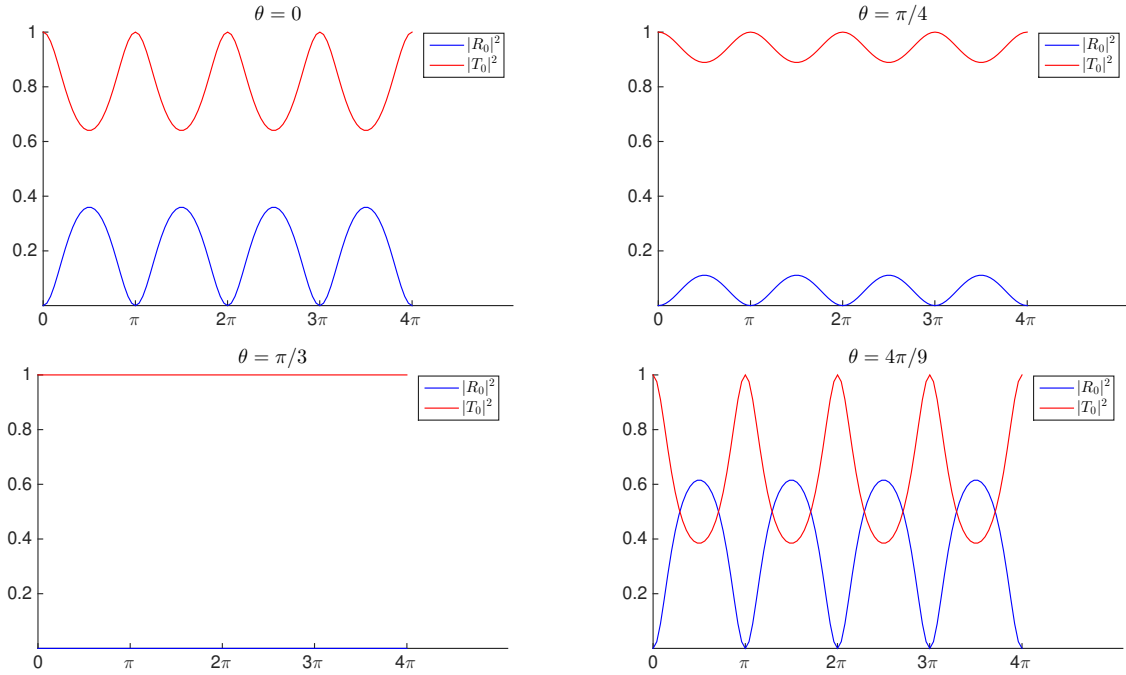 θ = 0
1
0.8
0.6
0.4
0.2
0 π 2π 3π 4π
|R₀|²
|T₀|²
θ = π/4
1
0.8
0.6
0.4
0.2
0 π 2π 3π 4π
|R₀|²
|T₀|²
θ = π/3
1
0.8
0.6
0.4
0.2
0 π 2π 3π 4π
|R₀|²
|T₀|²
θ = 4π/9
1
0.8
0.6
0.4
0.2
0 π 2π 3π 4π
|R₀|²
|T₀|²